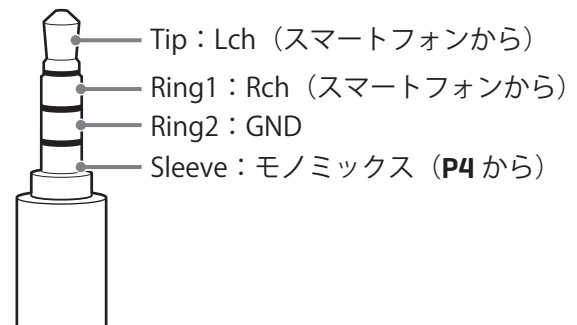 Tip：Lch（スマートフォンから）
Ring1：Rch（スマートフォンから）
Ring2：GND
Sleeve：モノミックス（P4 から）